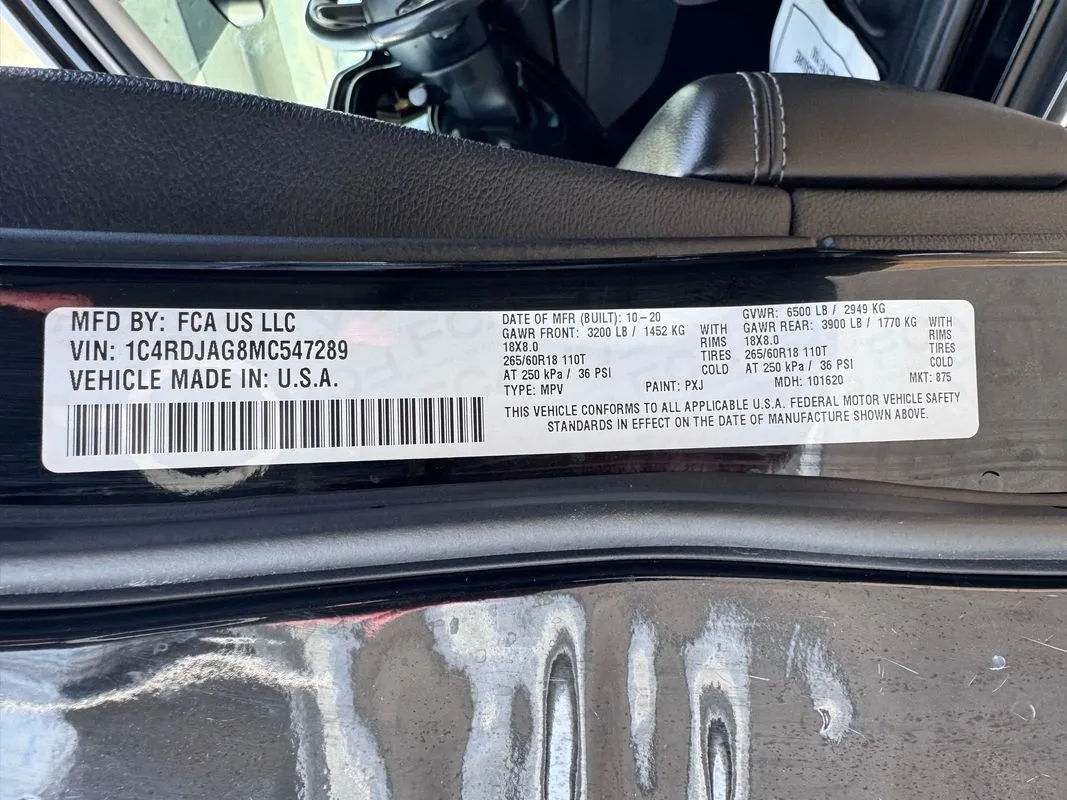 MFD BY: FCA US LLC
VIN: 1C4RDJAG8MC547289
VEHICLE MADE IN: U.S.A.
DATE OF MFR (BUILT): 10-20
GAWR FRONT: 3200 LB / 1452 KG WITH
18X8.0 RIMS
265/60R18 110T TIRES
AT 250 kPa / 36 PSI COLD
GVWR: 6500 LB / 2949 KG
GAWR REAR: 3900 LB / 1770 KG WITH
18X8.0 RIMS
265/60R18 110T TIRES
AT 250 kPa / 36 PSI COLD
TYPE: MPV PAINT: PXJ MDH: 101620 MKT: 875
THIS VEHICLE CONFORMS TO ALL APPLICABLE U.S.A. FEDERAL MOTOR VEHICLE SAFETY
STANDARDS IN EFFECT ON THE DATE OF MANUFACTURE SHOWN ABOVE.